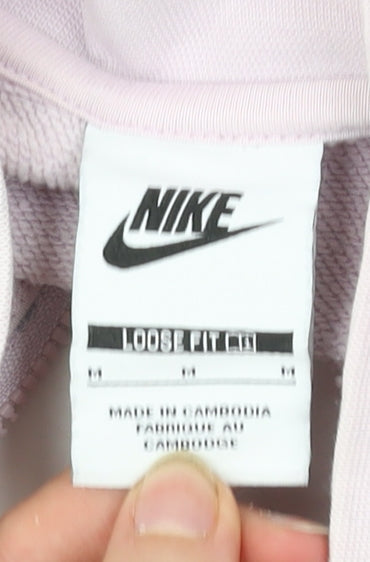 NIKE
LOOSE FIT
M M M
MADE IN CAMBODIA
FABRIQUE AU
CAMBODGE